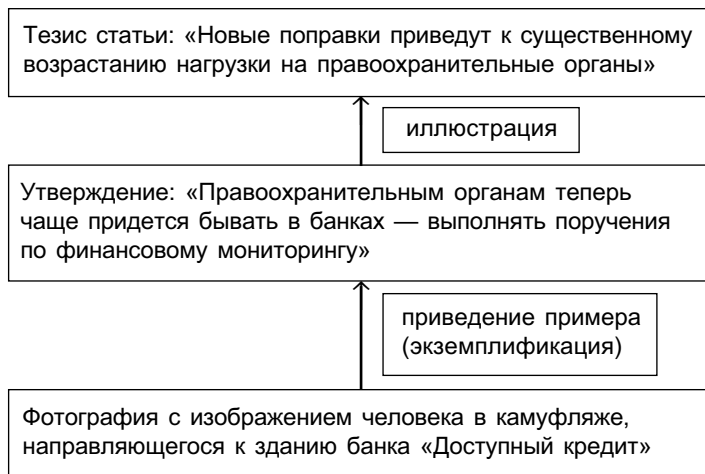 Тезис статьи: «Новые поправки приведут к существенному
возрастанию нагрузки на правоохранительные органы»
иллюстрация
Утверждение: «Правоохранительным органам теперь
чаще придется бывать в банках — выполнять поручения
по финансовому мониторингу»
приведение примера
(экземплификация)
Фотография с изображением человека в камуфляже,
направляющегося к зданию банка «Доступный кредит»